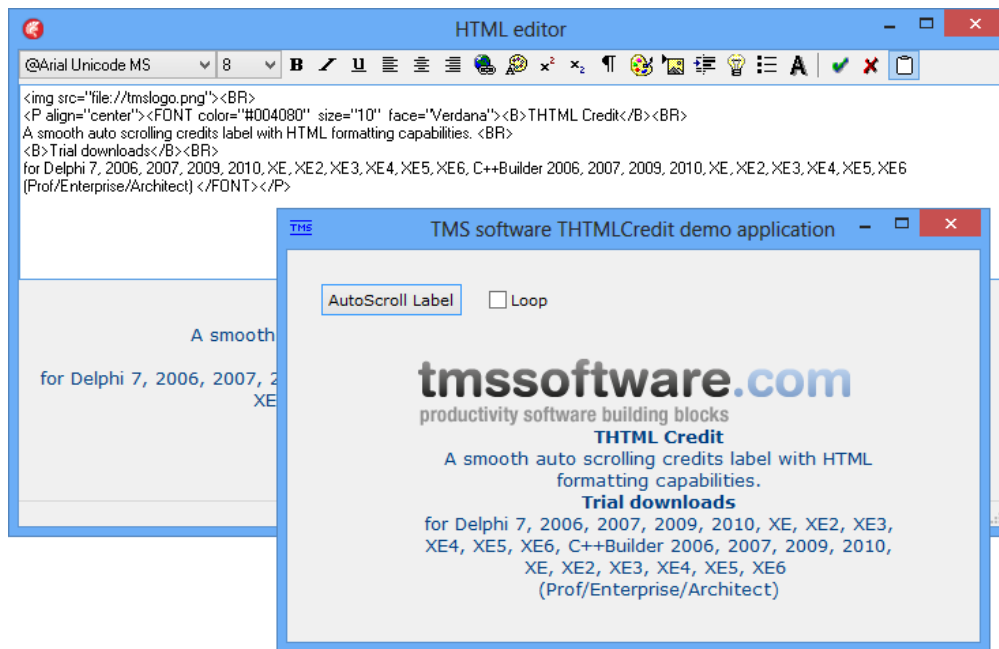 HTML editor
@Arial Unicode MS 8 B I U x² x₂ ¶ A
<img src="file://tmslogo.png"><BR>
<P align="center"><FONT color="#004080" size="10" face="Verdana"><B>THTML Credit</B><BR>
A smooth auto scrolling credits label with HTML formatting capabilities. <BR>
<B>Trial downloads</B><BR>
for Delphi 7, 2006, 2007, 2009, 2010, XE, XE2, XE3, XE4, XE5, XE6, C++Builder 2006, 2007, 2009, 2010, XE, XE2, XE3, XE4, XE5, XE6
(Prof/Enterprise/Architect) </FONT></P>
A smooth
for Delphi 7, 2006, 2007, 2
XE
TMS TMS software THTMLCredit demo application
AutoScroll Label Loop
tmssoftware.com
productivity software building blocks
THTML Credit
A smooth auto scrolling credits label with HTML
formatting capabilities.
Trial downloads
for Delphi 7, 2006, 2007, 2009, 2010, XE, XE2, XE3,
XE4, XE5, XE6, C++Builder 2006, 2007, 2009, 2010,
XE, XE2, XE3, XE4, XE5, XE6
(Prof/Enterprise/Architect)